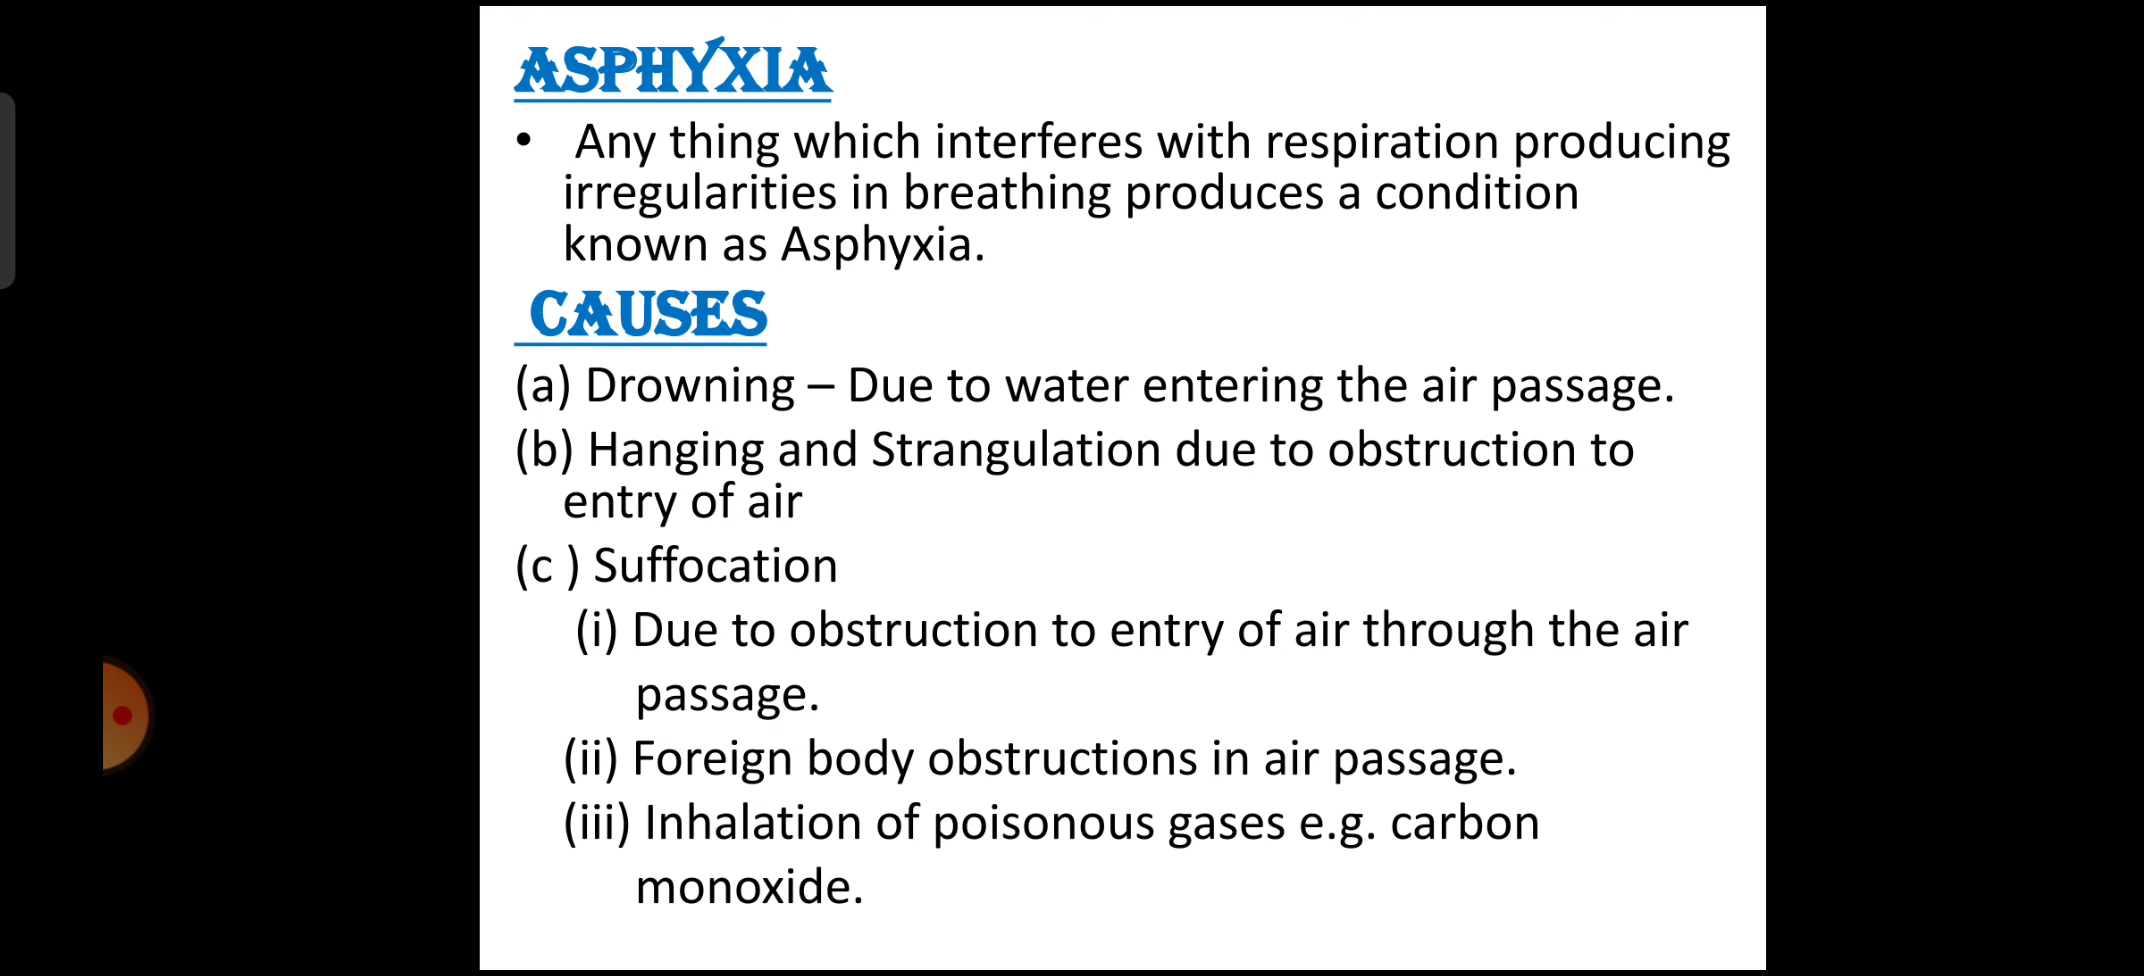 ASPHYXIA
• Any thing which interferes with respiration producing
irregularities in breathing produces a condition
known as Asphyxia.
CAUSES
(a) Drowning – Due to water entering the air passage.
(b) Hanging and Strangulation due to obstruction to
entry of air
(c ) Suffocation
(i) Due to obstruction to entry of air through the air
passage.
(ii) Foreign body obstructions in air passage.
(iii) Inhalation of poisonous gases e.g. carbon
monoxide.